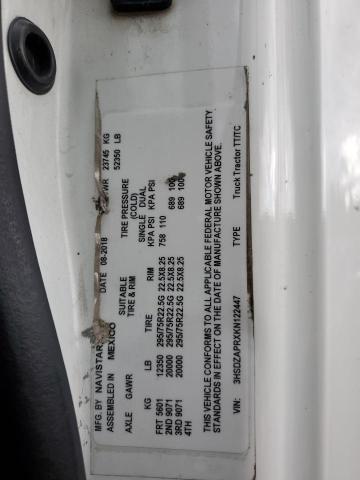 MFG. BY NAVISTAR DATE 08-2018 GVWR 23745 KG
ASSEMBLED IN MEXICO 52350 LB
SUITABLE TIRE PRESSURE
AXLE GAWR TIRE & RIM (COLD)
SINGLE DUAL
KG LB TIRE RIM KPA PSI KPA PSI
FRT 5601 12350 295/75R22.5G 22.5X8.25 758 110
2ND 9071 20000 295/75R22.5G 22.5X8.25 689 100
3RD 9071 20000 295/75R22.5G 22.5X8.25 689 100
4TH
THIS VEHICLE CONFORMS TO ALL APPLICABLE FEDERAL MOTOR VEHICLE SAFETY
STANDARDS IN EFFECT ON THE DATE OF MANUFACTURE SHOWN ABOVE.
VIN: 3HSDZAPRXKN122447 TYPE Truck Tractor TT/TC